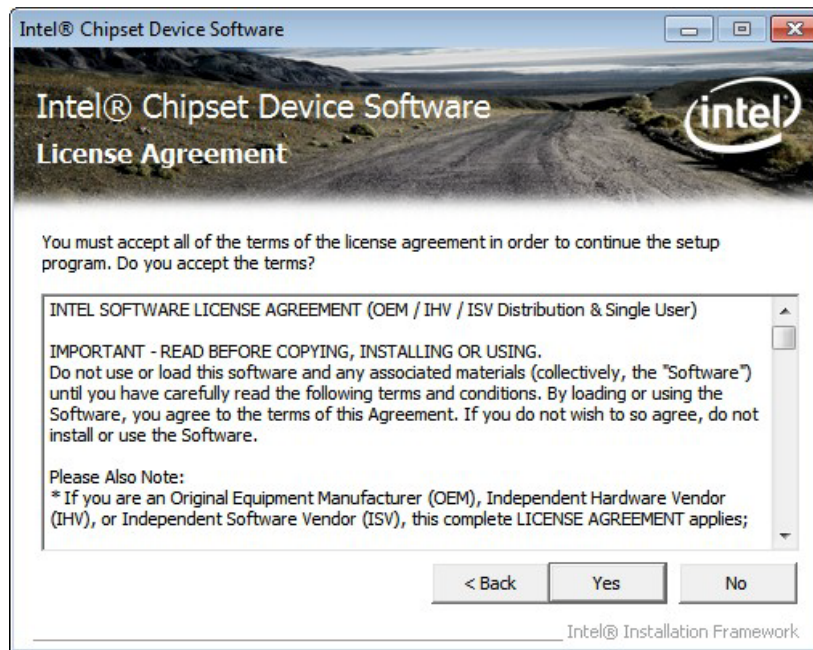 Intel® Chipset Device Software
Intel® Chipset Device Software
intel
License Agreement
You must accept all of the terms of the license agreement in order to continue the setup
program. Do you accept the terms?
INTEL SOFTWARE LICENSE AGREEMENT (OEM / IHV / ISV Distribution & Single User)
IMPORTANT - READ BEFORE COPYING, INSTALLING OR USING.
Do not use or load this software and any associated materials (collectively, the "Software")
until you have carefully read the following terms and conditions. By loading or using the
Software, you agree to the terms of this Agreement. If you do not wish to so agree, do not
install or use the Software.
Please Also Note:
* If you are an Original Equipment Manufacturer (OEM), Independent Hardware Vendor
(IHV), or Independent Software Vendor (ISV), this complete LICENSE AGREEMENT applies;
< Back Yes No
Intel® Installation Framework